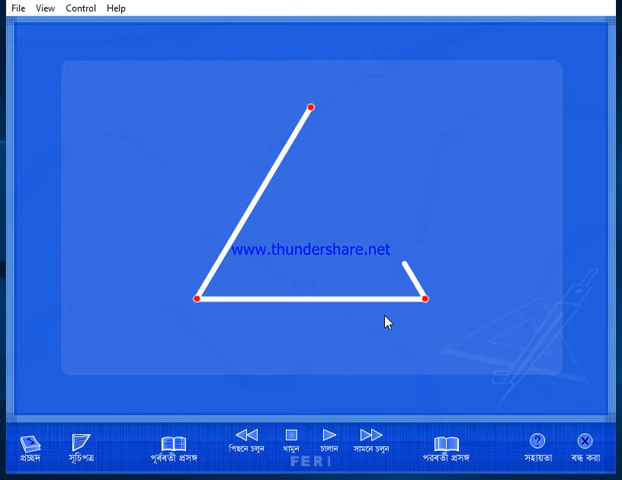 File View Control Help
www.thundershare.net
প্রচ্ছদ সূচিপত্র পূর্ববর্তী প্রসঙ্গ পিছনে চলুন থামুন চালান সামনে চলুন পরবর্তী প্রসঙ্গ সহায়তা বন্ধ করা
FERI